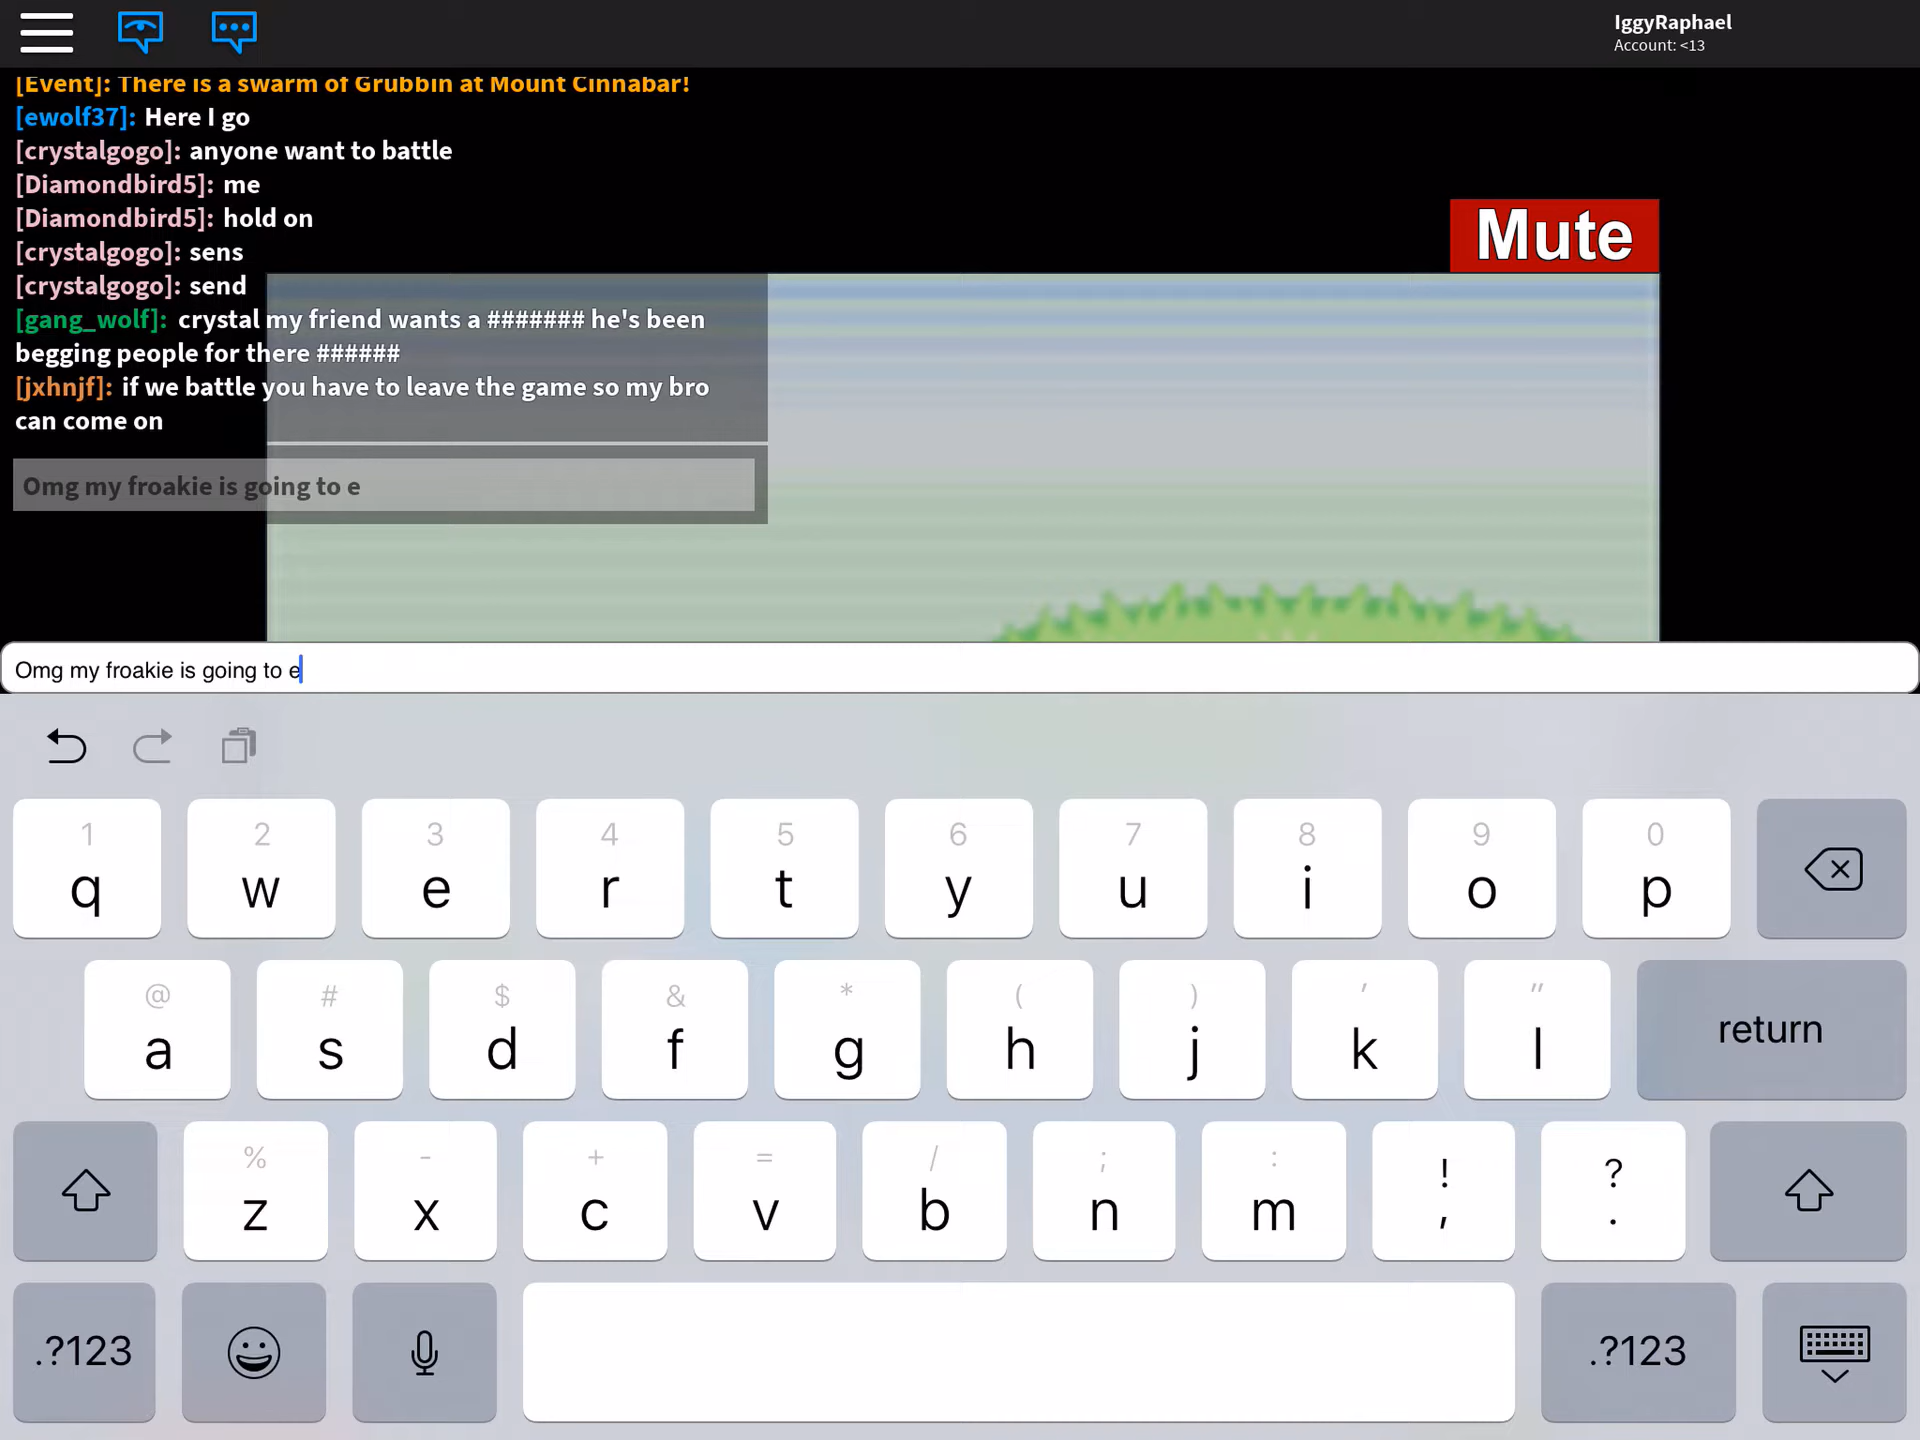 IggyRaphael
Account: <13
[Event]: There is a swarm of Grubbin at Mount Cinnabar!
[ewolf37]: Here I go
[crystalgogo]: anyone want to battle
[Diamondbird5]: me
[Diamondbird5]: hold on
[crystalgogo]: sens
[crystalgogo]: send
[gang_wolf]: crystal my friend wants a ####### he's been
begging people for there ######
[jxhnjf]: if we battle you have to leave the game so my bro
can come on
Mute
Omg my froakie is going to e
Omg my froakie is going to e
1 2 3 4 5 6 7 8 9 0
q w e r t y u i o p
@ # $ & * ( ) ' "
a s d f g h j k l return
% - + = / ; : ! ?
z x c v b n m , .
.?123 .?123